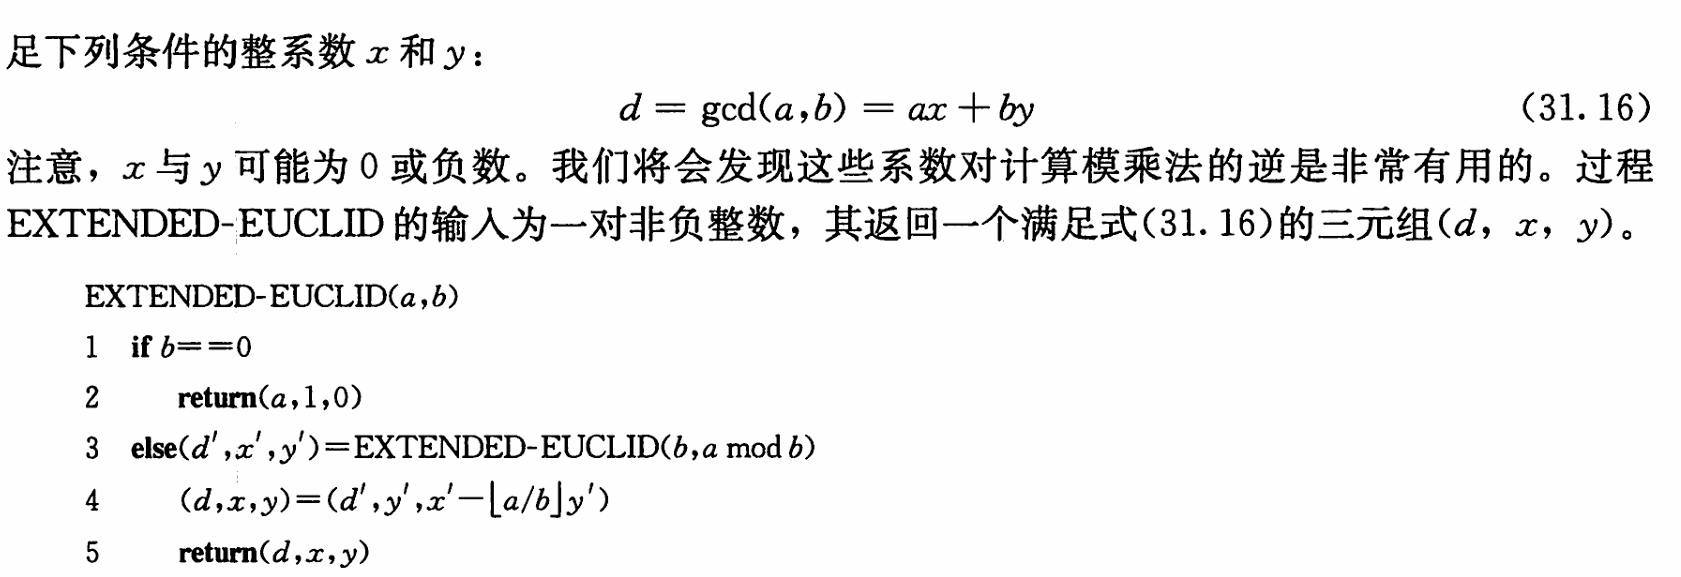 足下列条件的整系数 x 和 y：
d = gcd(a,b) = ax + by (31.16)
注意，x 与 y 可能为 0 或负数。我们将会发现这些系数对计算模乘法的逆是非常有用的。过程
EXTENDED-EUCLID 的输入为一对非负整数，其返回一个满足式(31.16)的三元组(d，x，y)。
EXTENDED-EUCLID(a,b)
1 if b==0
2 return(a,1,0)
3 else(d′,x′,y′)=EXTENDED-EUCLID(b,a mod b)
4 (d,x,y)=(d′,y′,x′-⌊a/b⌋y′)
5 return(d,x,y)